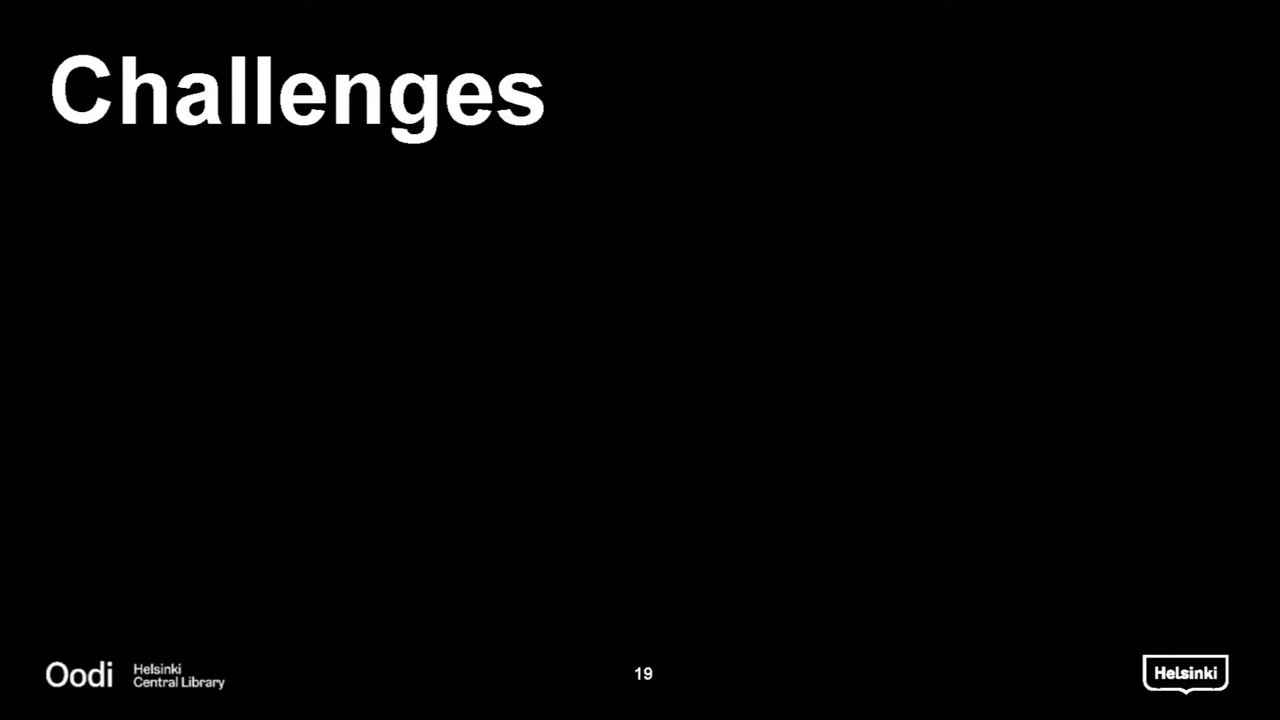 Challenges
Oodi
Helsinki
Central Library
19
Helsinki